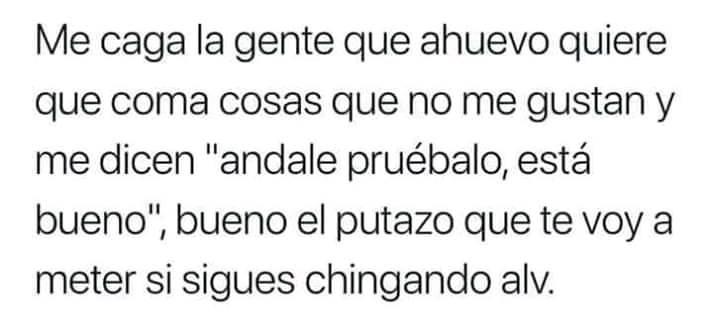 Me caga la gente que ahuevo quiere
que coma cosas que no me gustan y
me dicen "andale pruébalo, está
bueno", bueno el putazo que te voy a
meter si sigues chingando alv.